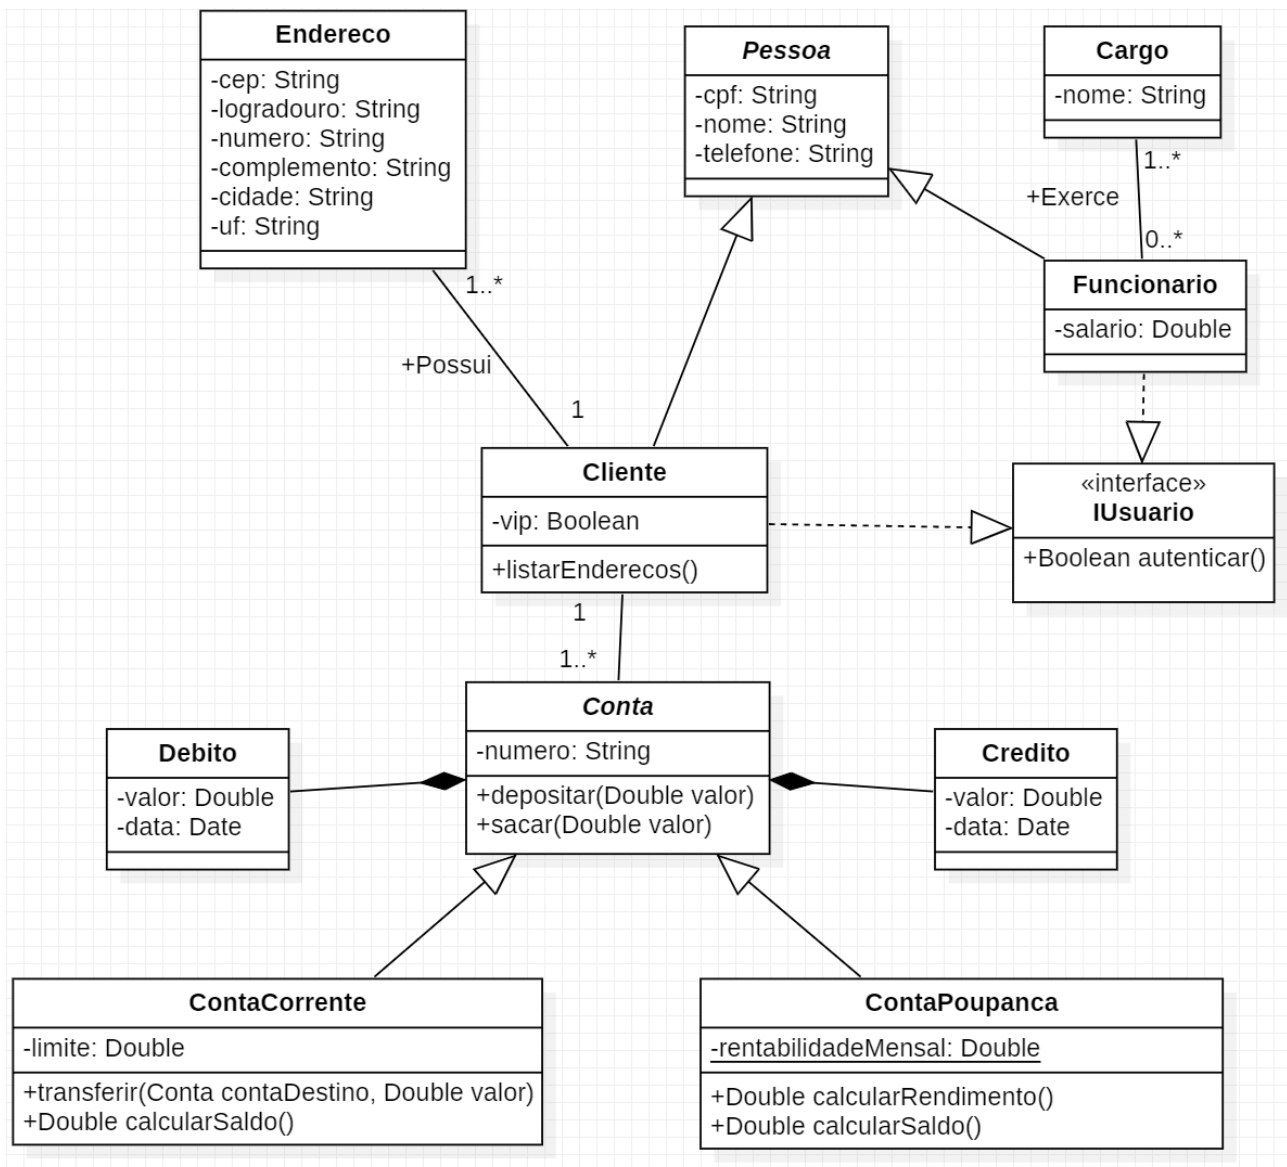 Endereco
-cep: String
-logradouro: String
-numero: String
-complemento: String
-cidade: String
-uf: String
Pessoa
-cpf: String
-nome: String
-telefone: String
Cargo
-nome: String
1..*
+Exerce
0..*
Funcionario
-salario: Double
1..*
+Possui
1
Cliente
-vip: Boolean
+listarEnderecos()
«interface»
IUsuario
+Boolean autenticar()
1
1..*
Conta
-numero: String
+depositar(Double valor)
+sacar(Double valor)
Debito
-valor: Double
-data: Date
Credito
-valor: Double
-data: Date
ContaCorrente
-limite: Double
+transferir(Conta contaDestino, Double valor)
+Double calcularSaldo()
ContaPoupanca
-rentabilidadeMensal: Double
+Double calcularRendimento()
+Double calcularSaldo()